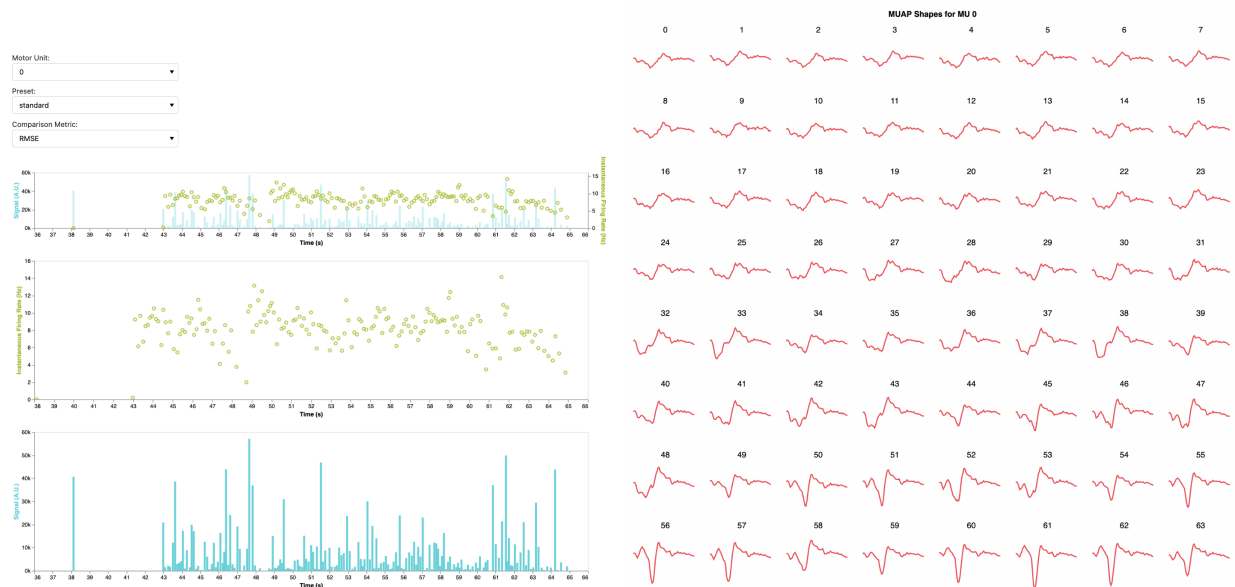 Motor Unit:
0
Preset:
standard
Comparison Metric:
RMSE
60k
40k
20k
0k
Signal (A.U.)
15
10
5
0
Instantaneous Firing Rate (Hz)
36 37 38 39 40 41 42 43 44 45 46 47 48 49 50 51 52 53 54 55 56 57 58 59 60 61 62 63 64 65 66
Time (s)
16
14
12
10
8
6
4
2
0
Instantaneous Firing Rate (Hz)
38 39 40 41 42 43 44 45 46 47 48 49 50 51 52 53 54 55 56 57 58 59 60 61 62 63 64 65 66
Time (s)
60k
50k
40k
30k
20k
10k
0k
Signal (A.U.)
36 37 38 39 40 41 42 43 44 45 46 47 48 49 50 51 52 53 54 55 56 57 58 59 60 61 62 63 64 65 66
Time (s)
MUAP Shapes for MU 0
0 1 2 3 4 5 6 7
8 9 10 11 12 13 14 15
16 17 18 19 20 21 22 23
24 25 26 27 28 29 30 31
32 33 34 35 36 37 38 39
40 41 42 43 44 45 46 47
48 49 50 51 52 53 54 55
56 57 58 59 60 61 62 63